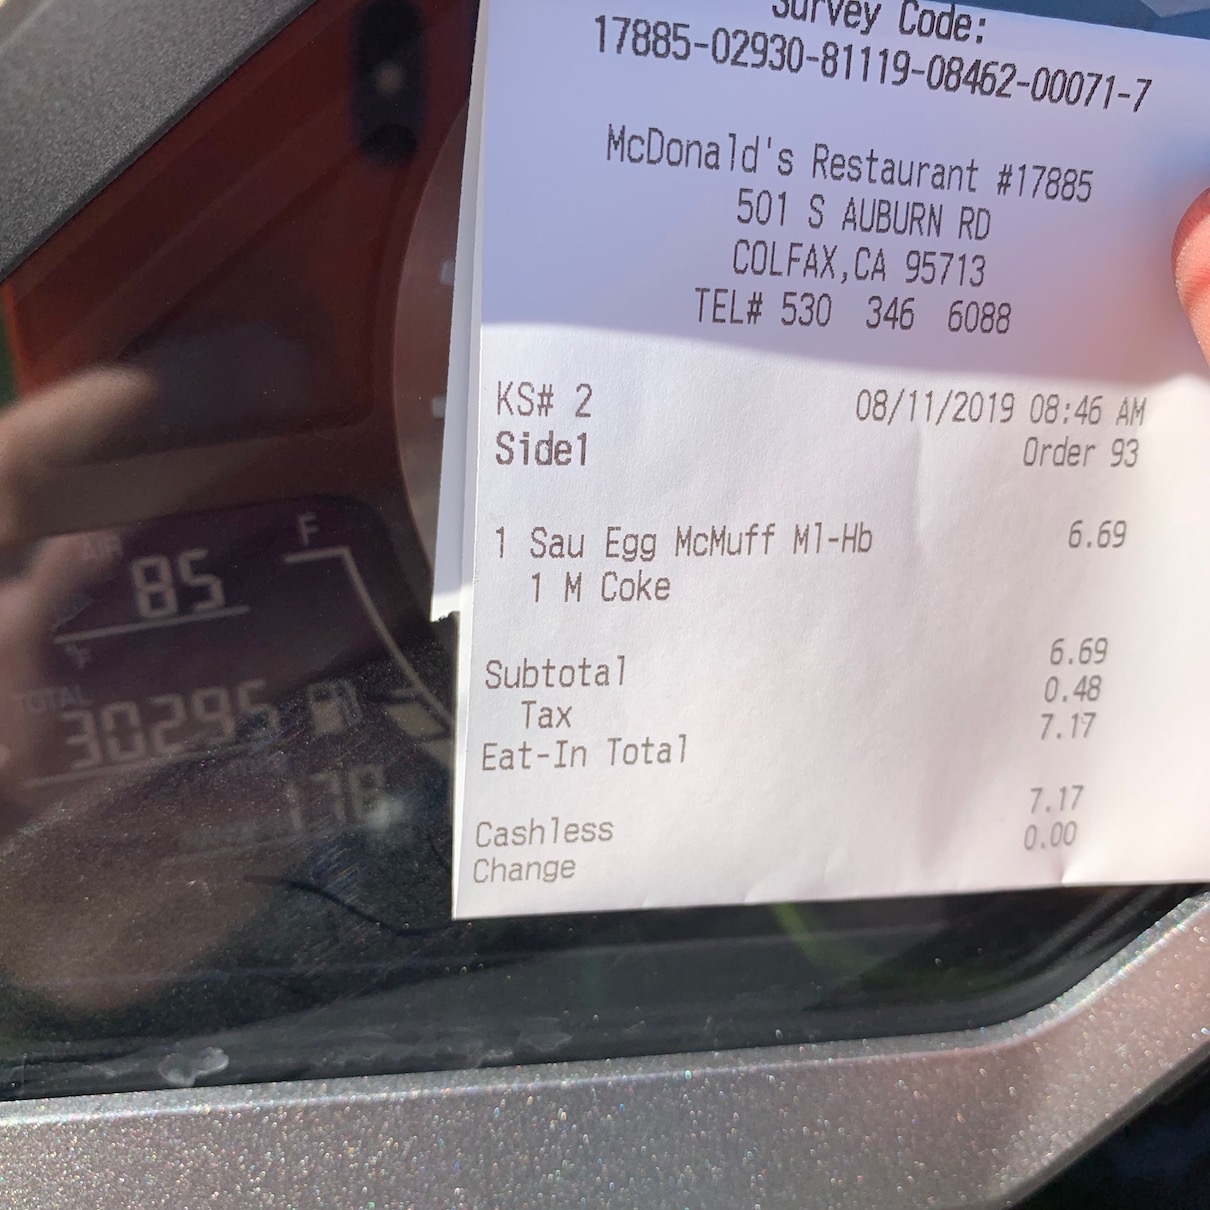 Survey Code:
17885-02930-81119-08462-00071-7
McDonald's Restaurant #17885
501 S AUBURN RD
COLFAX,CA 95713
TEL# 530 346 6088
KS# 2 08/11/2019 08:46 AM
Side1 Order 93
1 Sau Egg McMuff Ml-Hb 6.69
1 M Coke
Subtotal 6.69
Tax 0.48
Eat-In Total 7.17
Cashless 7.17
Change 0.00
AIR
85
°F
F
TOTAL
30295
178